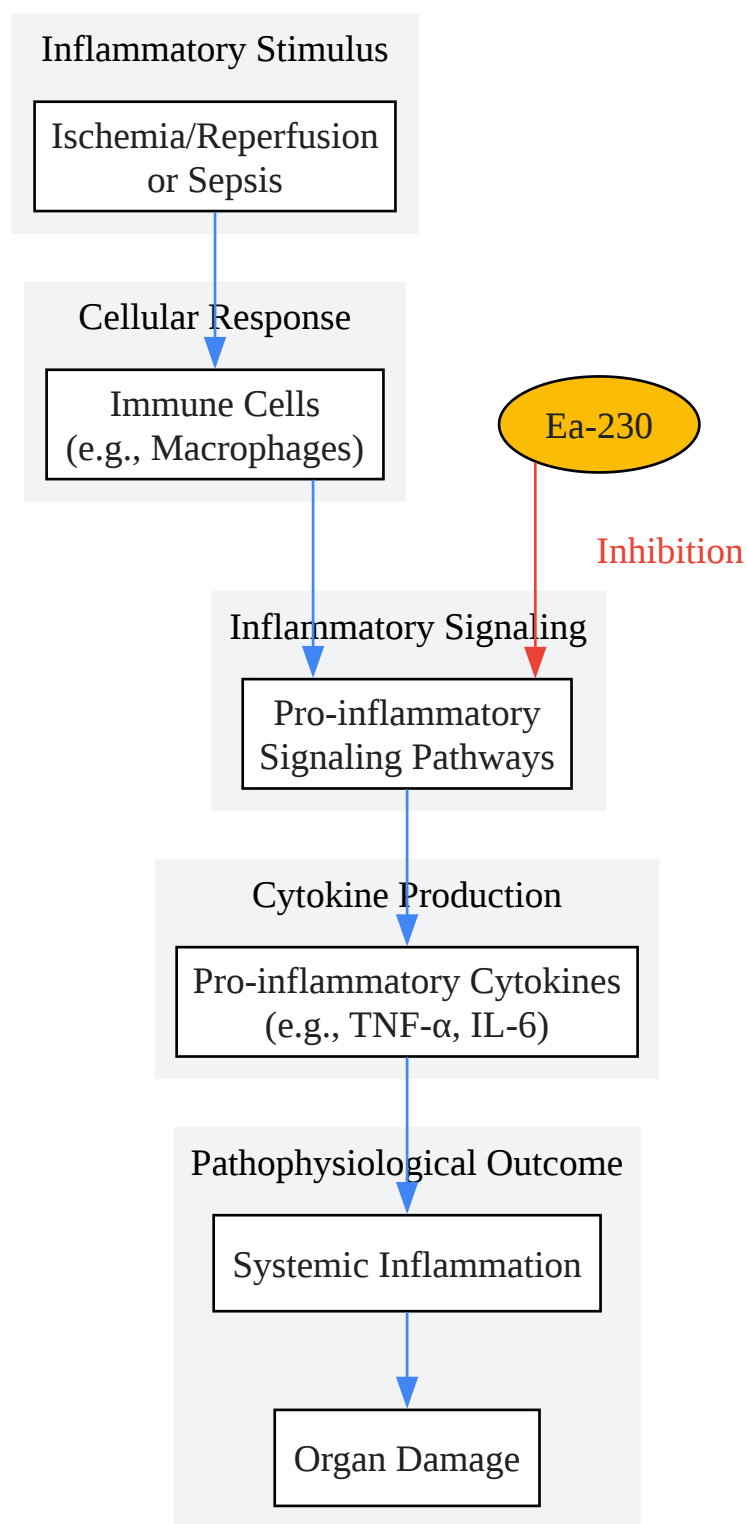 Inflammatory Stimulus
Ischemia/Reperfusion
or Sepsis
Cellular Response
Immune Cells
(e.g., Macrophages)
Ea-230
Inhibition
Inflammatory Signaling
Pro-inflammatory
Signaling Pathways
Cytokine Production
Pro-inflammatory Cytokines
(e.g., TNF-α, IL-6)
Pathophysiological Outcome
Systemic Inflammation
Organ Damage